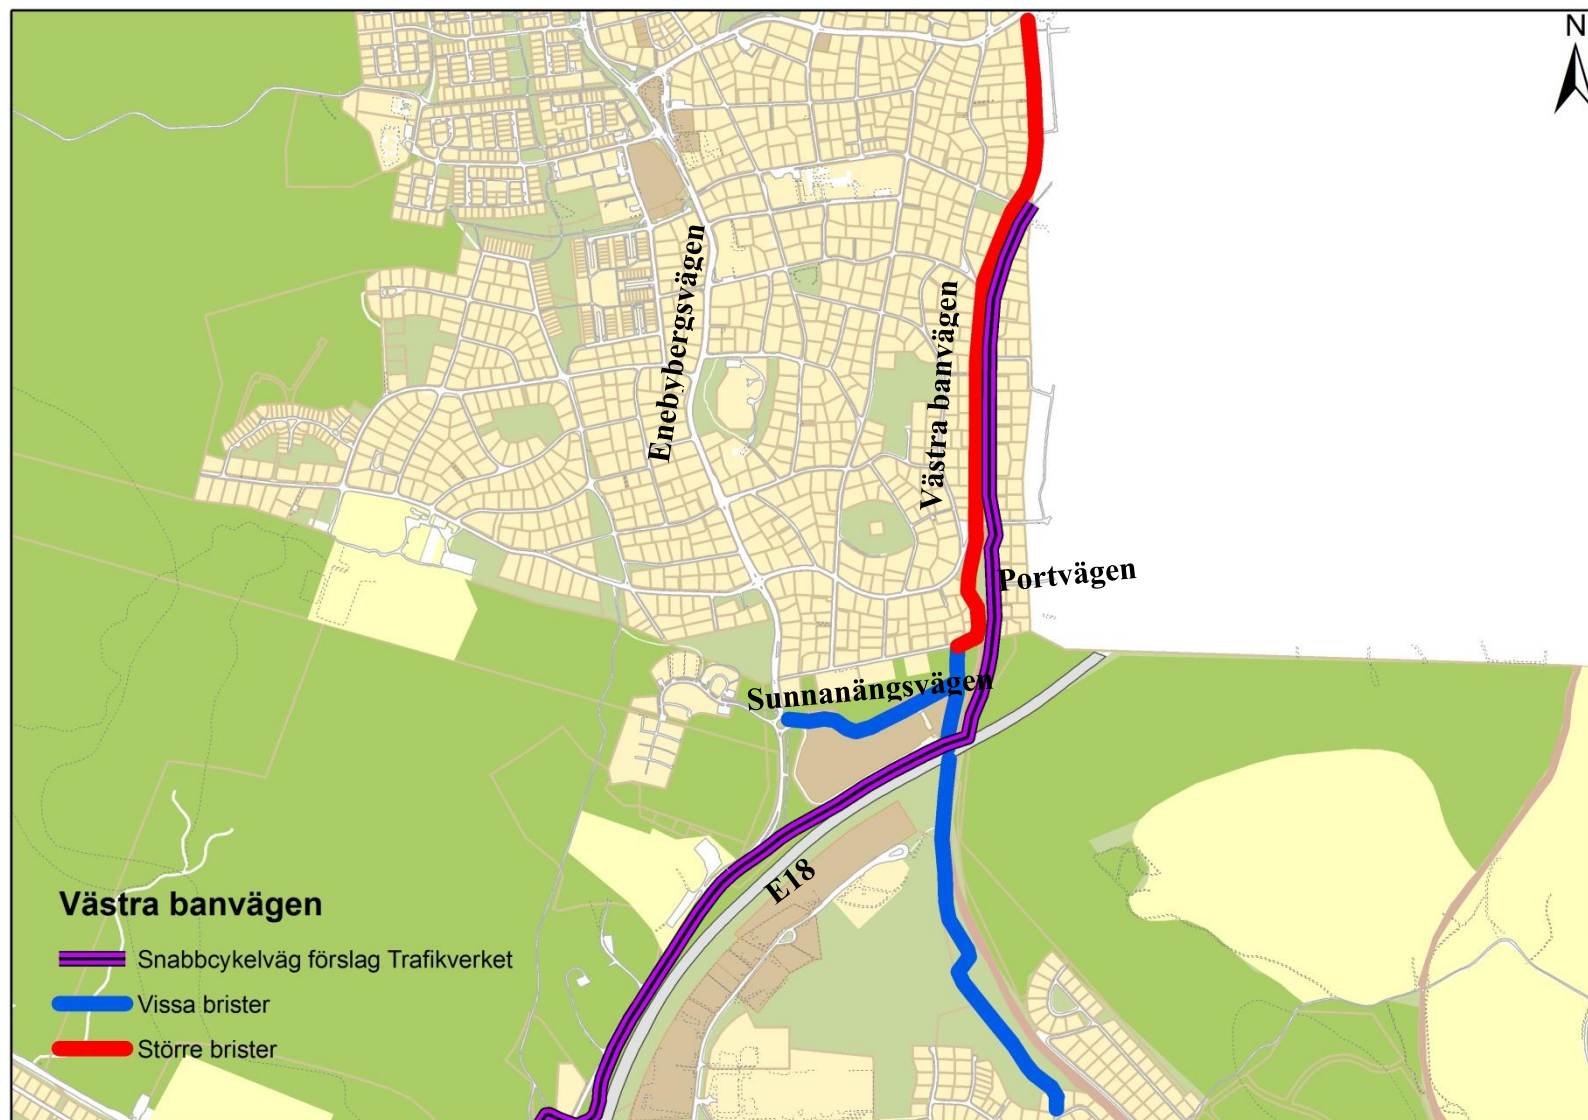 N
Enebybergsvägen
Västra banvägen
Portvägen
Sunnanängsvägen
E18
Västra banvägen
Snabbcykelväg förslag Trafikverket
Vissa brister
Större brister